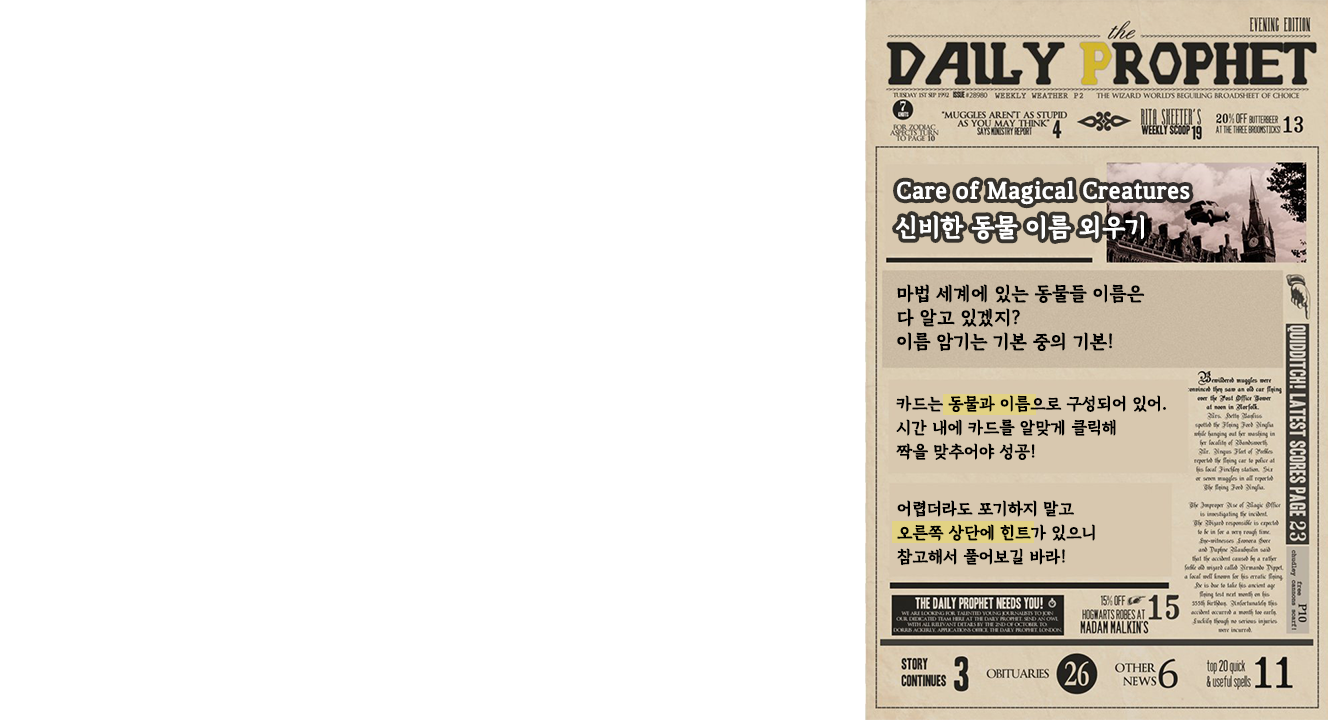 the
EVENING EDITION
DAILY PROPHET
TUESDAY 1ST SEP 1992 ISSUE #28980 WEEKLY WEATHER P2 THE WIZARD WORLD'S BEGUILING BROADSHEET OF CHOICE
7
UNITS
FOR ZODIAC
ASPECTS TURN
TO PAGE 10
"MUGGLES AREN'T AS STUPID
AS YOU MAY THINK"
SAYS MINISTRY REPORT 4
RITA SKEETER'S
WEEKLY SCOOP 19
20% OFF BUTTERBEER
AT THE THREE BROOMSTICKS! 13
Care of Magical Creatures
신비한 동물 이름 외우기
마법 세계에 있는 동물들 이름은
다 알고 있겠지?
이름 암기는 기본 중의 기본!
카드는 동물과 이름으로 구성되어 있어.
시간 내에 카드를 알맞게 클릭해
짝을 맞추어야 성공!
어렵더라도 포기하지 말고
오른쪽 상단에 힌트가 있으니
참고해서 풀어보길 바라!
QUIDDITCH! LATEST SCORES PAGE 23
Bewildered muggles were
convinced they saw an old car flying
over the Post Office Tower
at noon in Norfolk.
Mrs. Hetty Bayliss
spotted the Flying Ford Anglia
while hanging out her washing in
her locality of Wandsworth.
Mr. Angus Fleet of Peebles
reported the flying car to police at
his local Finchley station. Six
or seven muggles in all reported
the flying Ford Anglia.
The Improper Use of Magic Office
is investigating the incident.
The Wizard responsible is expected
to be in for a very rough time.
Eye-witnesses
said
that the accident caused by a rather
feeble old wizard called Armando Dippet,
a local well known for his erratic flying.
He is due to take his ancient age
flying test next month on his
355th birthday. Unfortunately this
accident occurred a month too early.
Luckily though no serious injuries
were incurred.
free P10
chudley cannons scarf!
THE DAILY PROPHET NEEDS YOU!
WE ARE LOOKING FOR TALENTED YOUNG JOURNALISTS TO JOIN
OUR DEDICATED TEAM HERE AT THE DAILY PROPHET. SEND AN OWL
WITH ALL RELEVANT DETAILS BY THE 2ND OF OCTOBER, TO
DORRIS ACKERLY, APPLICATIONS OFFICE, THE DAILY PROPHET, LONDON.
15% OFF
HOGWARTS ROBES AT
MADAM MALKIN'S 15
STORY
CONTINUES 3
OBITUARIES 26
OTHER
NEWS 6
top 20 quick
& useful spells 11